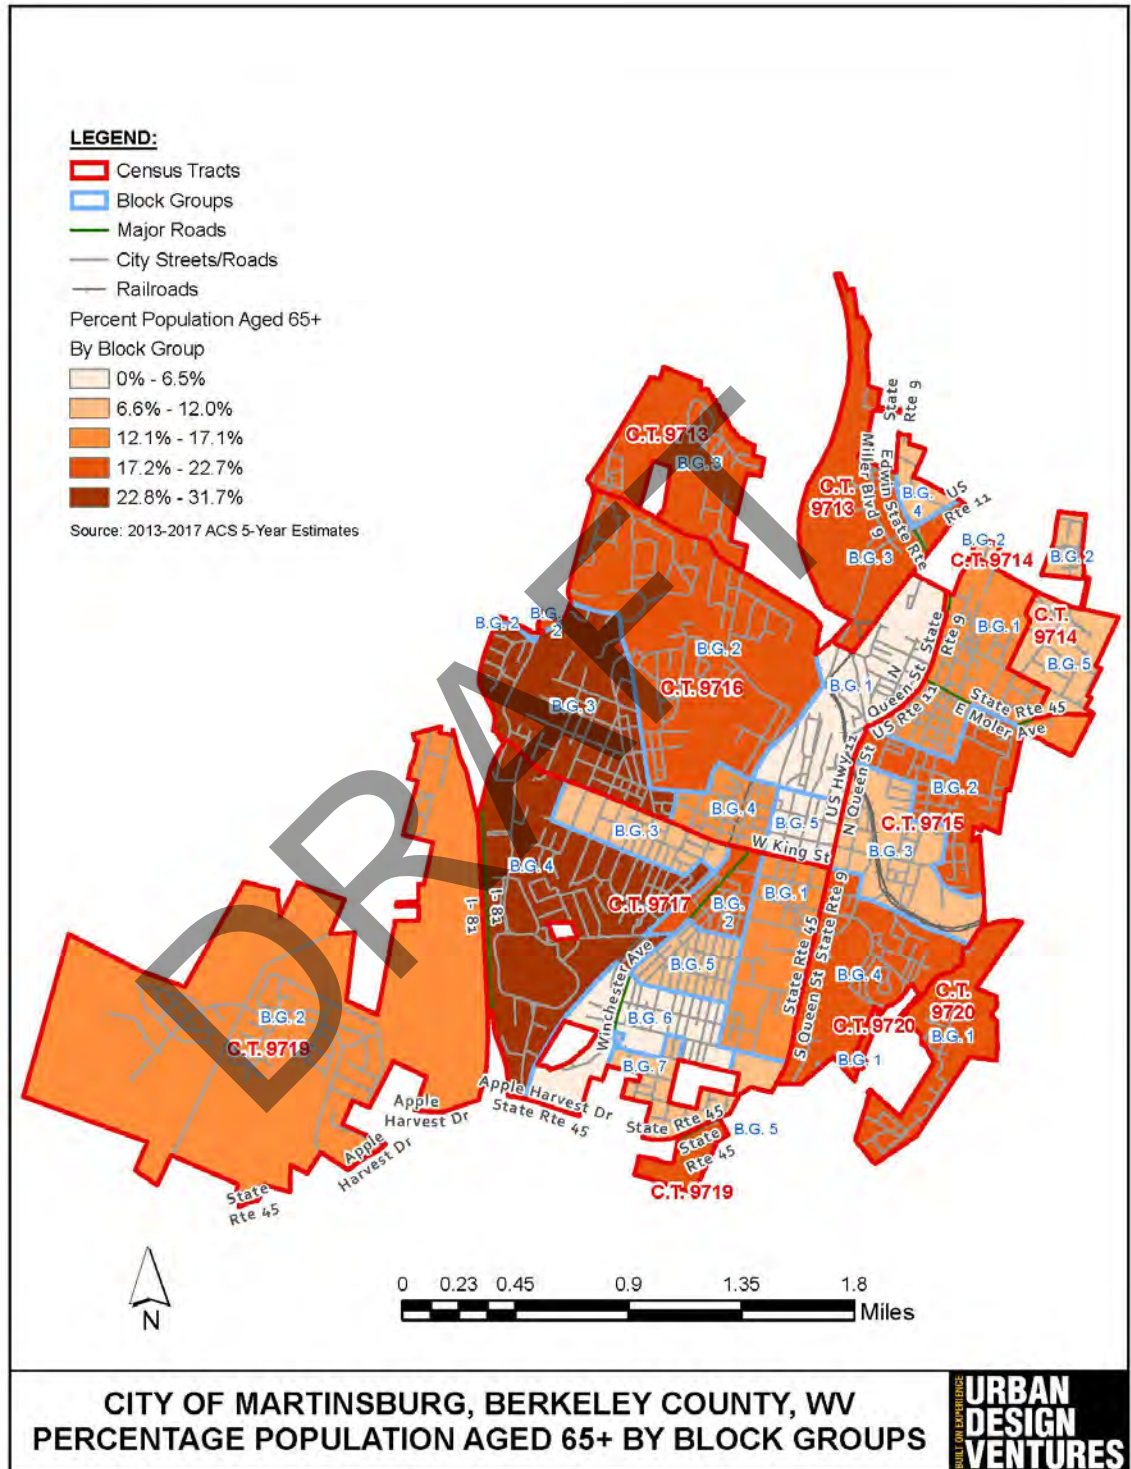 LEGEND:
Census Tracts
Block Groups
Major Roads
City Streets/Roads
Railroads
Percent Population Aged 65+
By Block Group
0% - 6.5%
6.6% - 12.0%
12.1% - 17.1%
17.2% - 22.7%
22.8% - 31.7%
Source: 2013-2017 ACS 5-Year Estimates
DRAFT
State
Rte 9
C.T. 9713
B.G. 3
C.T.
9713
Miller Blvd
Edwin
State Rte
9
B.G.
4
US
Rte 11
B.G. 3
B.G. 2
C.T. 9714
B.G. 2
B.G. 2
B.G.
2
B.G. 1
C.T.
9714
B.G. 5
B.G. 2
C.T. 9716
B.G. 3
B.G. 1
N
Queen St
State
Rte 9
US Rte 11
State Rte 45
E Moler Ave
US Hwy 11
N Queen St
B.G. 2
C.T. 9715
B.G. 3
B.G. 4
B.G. 5
B.G. 3
W King St
B.G. 4
I- 81
I- 81
C.T. 9717
B.G.
2
B.G. 1
State Rte 9
State Rte 45
S Queen St
B.G. 5
Winchester Ave
B.G. 6
B.G. 7
B.G. 4
C.T.
9720
C.T. 9720
B.G. 1
B.G. 1
B.G. 2
C.T. 9719
Apple
Harvest Dr
Apple
Harvest Dr
State
Rte 45
Apple Harvest Dr
State Rte 45
State Rte 45
State
Rte 45
B.G. 5
C.T. 9719
N
0 0.23 0.45 0.9 1.35 1.8
Miles
CITY OF MARTINSBURG, BERKELEY COUNTY, WV
PERCENTAGE POPULATION AGED 65+ BY BLOCK GROUPS
BUILT ON EXPERIENCE
URBAN
DESIGN
VENTURES